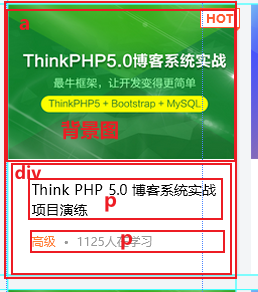 a
HOT
ThinkPHP5.0博客系统实战
最牛框架，让开发变得更简单
ThinkPHP5 + Bootstrap + MySQL
背景图
div
Think PHP 5.0 博客系统实战
项目演练
p
高级 • 1125人在学习
p